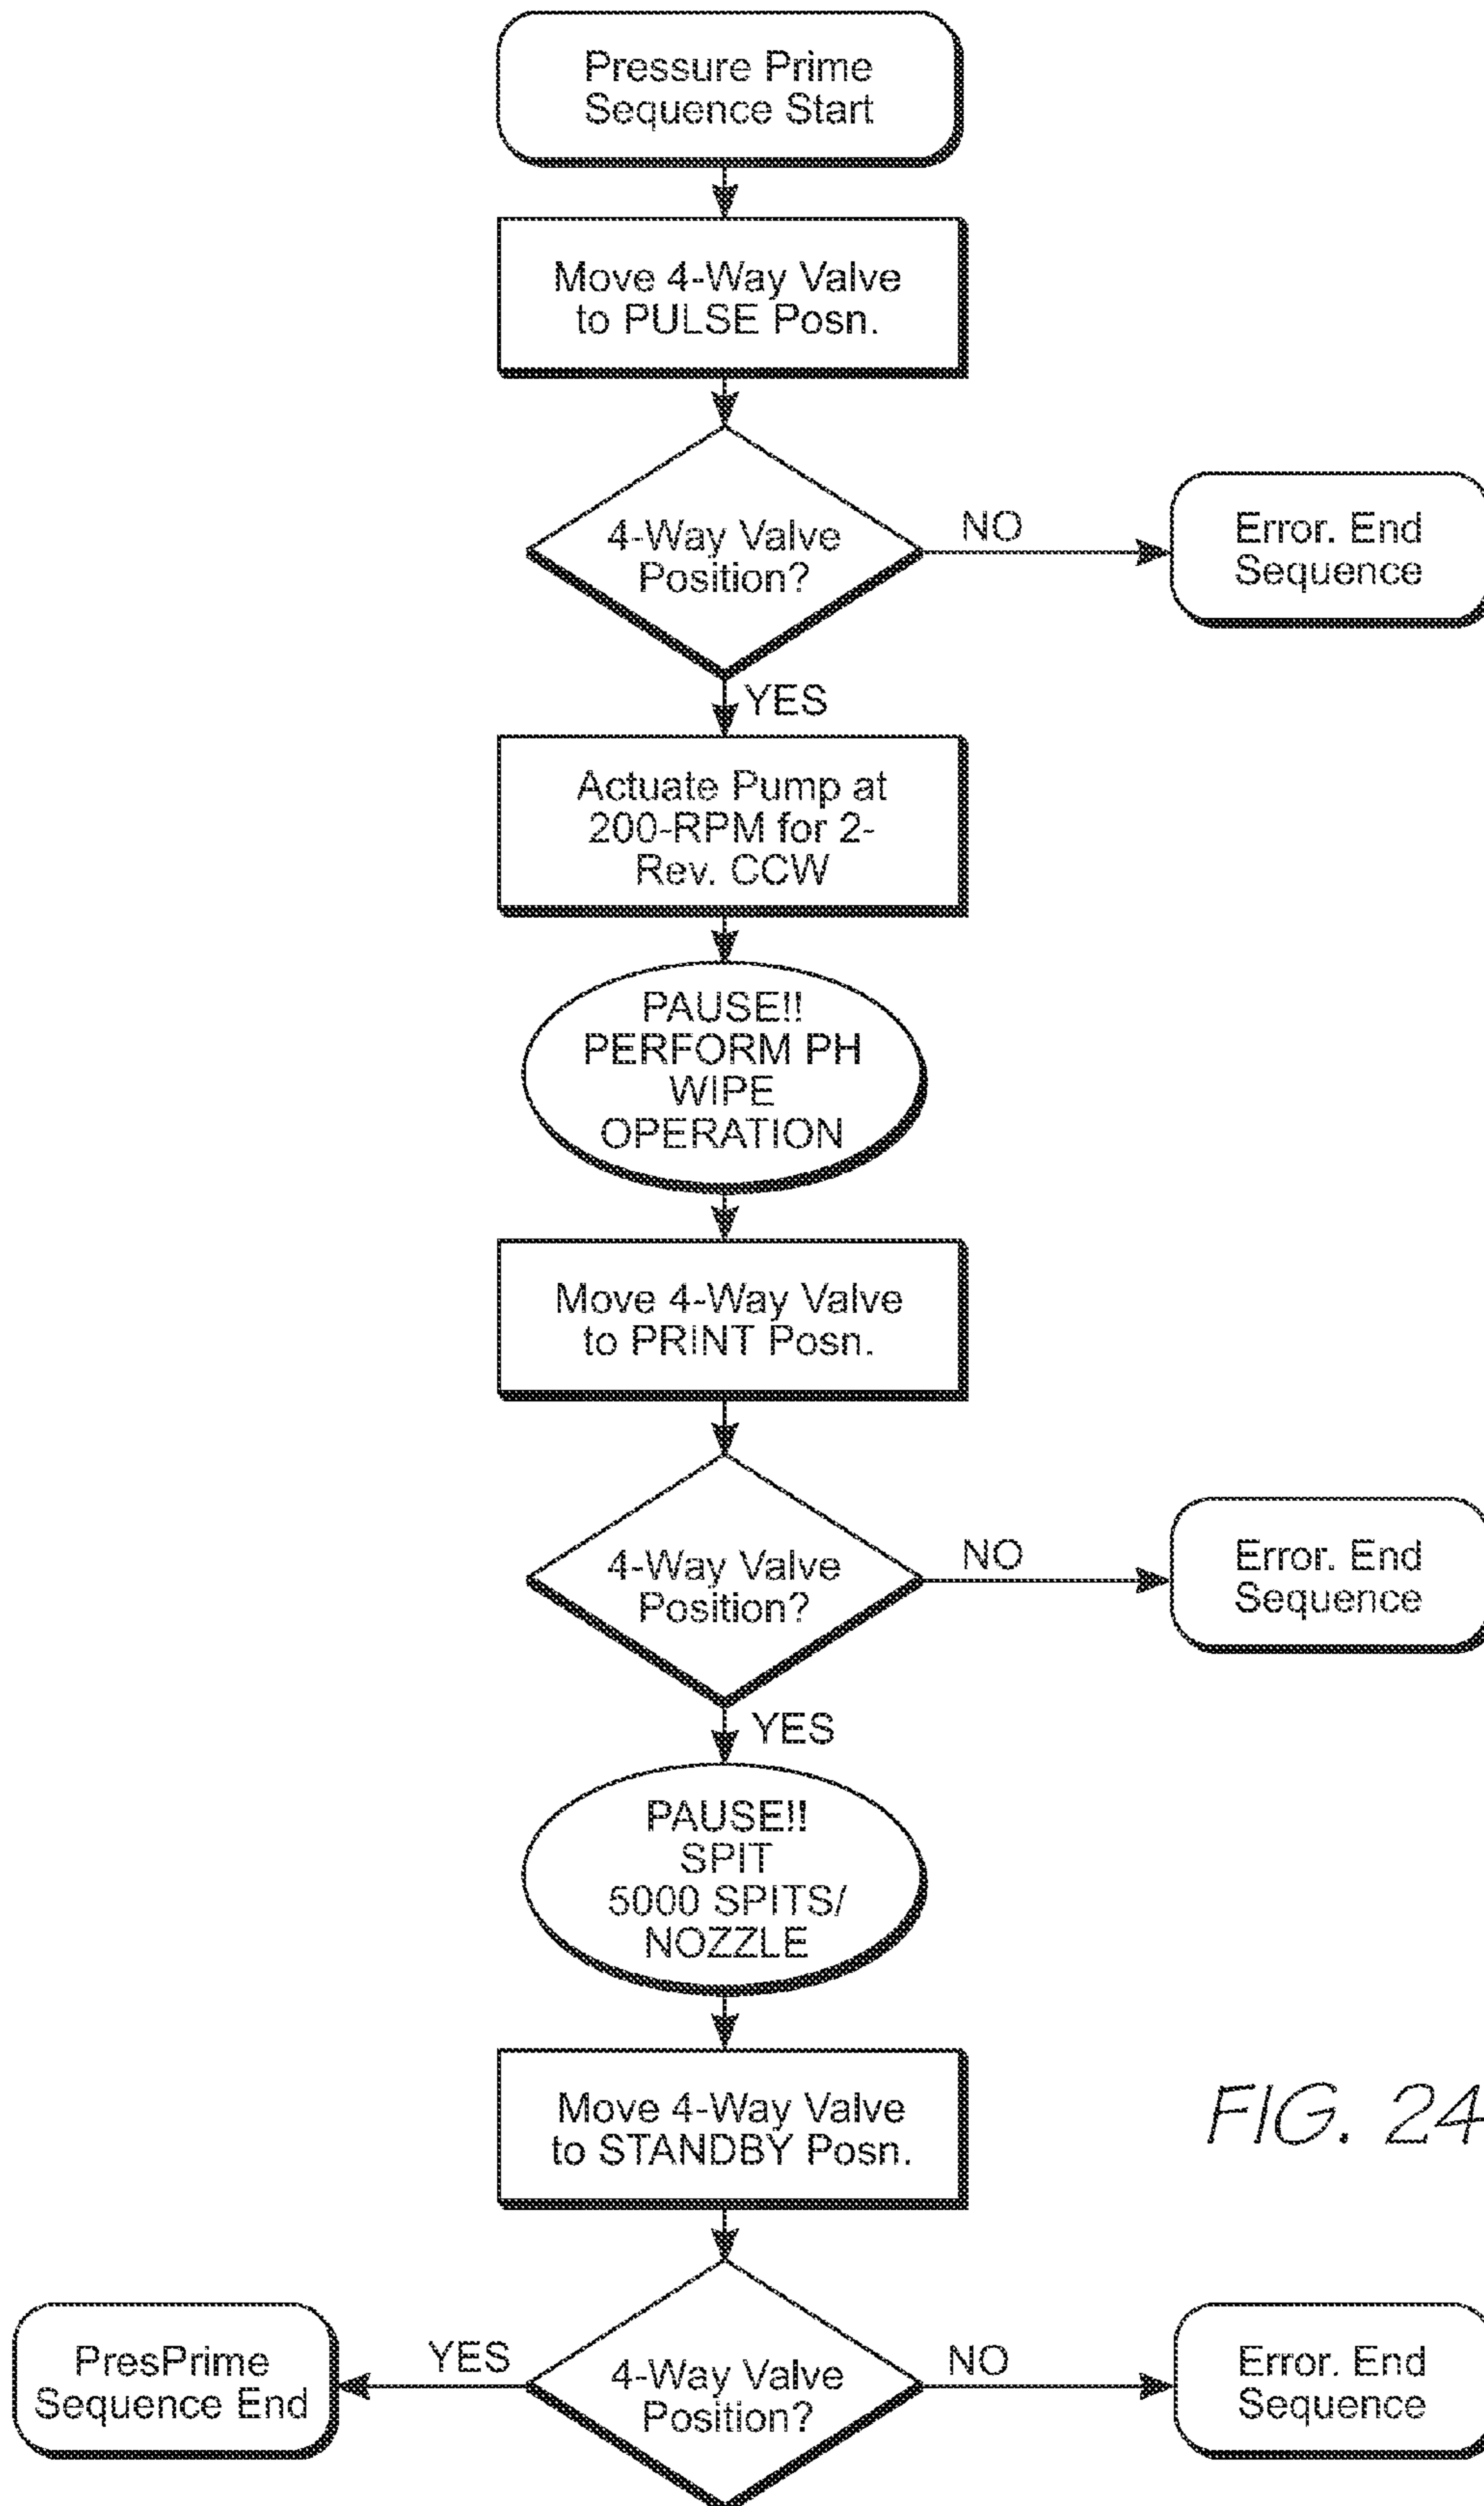 Pressure Prime
Sequence Start
Move 4-Way Valve
to PULSE Posn.
4-Way Valve
Position?
NO
Error. End
Sequence
YES
Actuate Pump at
200-RPM for 2-
Rev. CCW
PAUSE!!
PERFORM PH
WIPE
OPERATION
Move 4-Way Valve
to PRINT Posn.
4-Way Valve
Position?
NO
Error. End
Sequence
YES
PAUSE!!
SPIT
5000 SPITS/
NOZZLE
Move 4-Way Valve
to STANDBY Posn.
FIG. 24
PresPrime
Sequence End
YES
4-Way Valve
Position?
NO
Error. End
Sequence